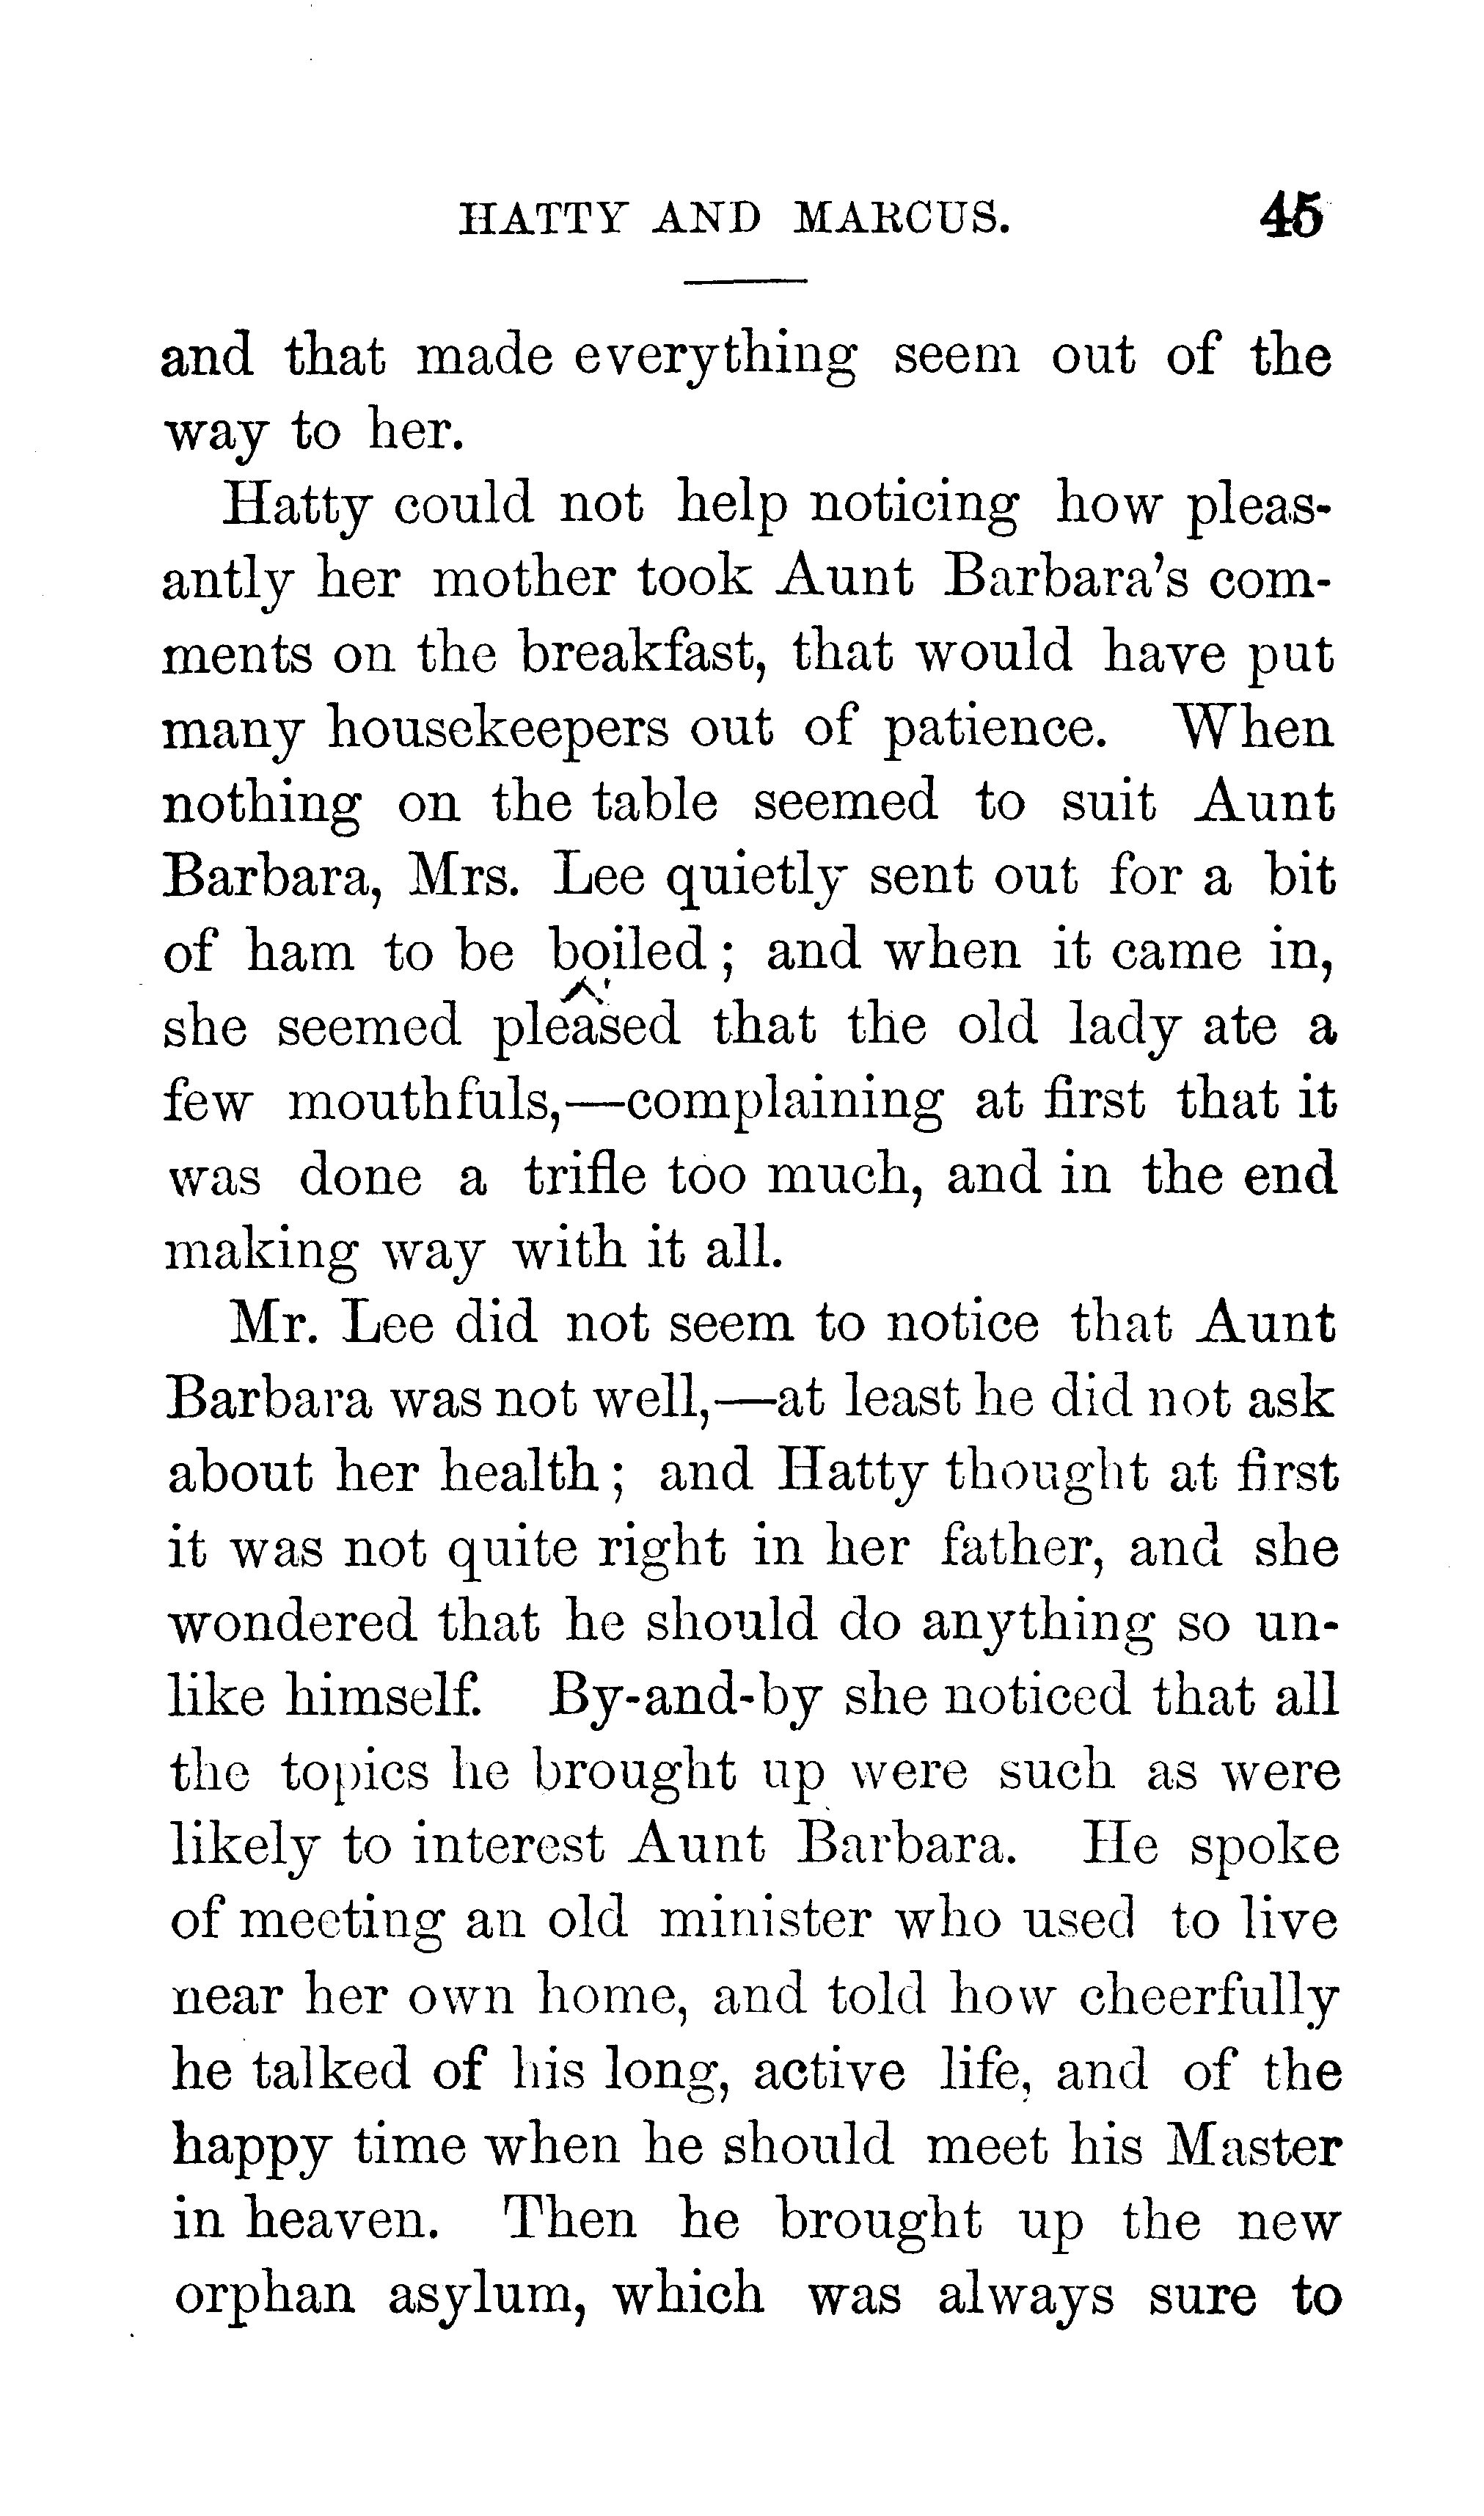 HATTY AND MARCUS. 45
and that made everything seem out of the
way to her.
Hatty could not help noticing how pleas-
antly her mother took Aunt Barbara's com-
ments on the breakfast, that would have put
many housekeepers out of patience. When
nothing on the table seemed to suit Aunt
Barbara, Mrs. Lee quietly sent out for a bit
of ham to be boiled; and when it came in,
she seemed pleased that the old lady ate a
few mouthfuls,—complaining at first that it
was done a trifle too much, and in the end
making way with it all.
Mr. Lee did not seem to notice that Aunt
Barbara was not well,—at least he did not ask
about her health; and Hatty thought at first
it was not quite right in her father, and she
wondered that he should do anything so un-
like himself. By-and-by she noticed that all
the topics he brought up were such as were
likely to interest Aunt Barbara. He spoke
of meeting an old minister who used to live
near her own home, and told how cheerfully
he talked of his long, active life, and of the
happy time when he should meet his Master
in heaven. Then he brought up the new
orphan asylum, which was always sure to